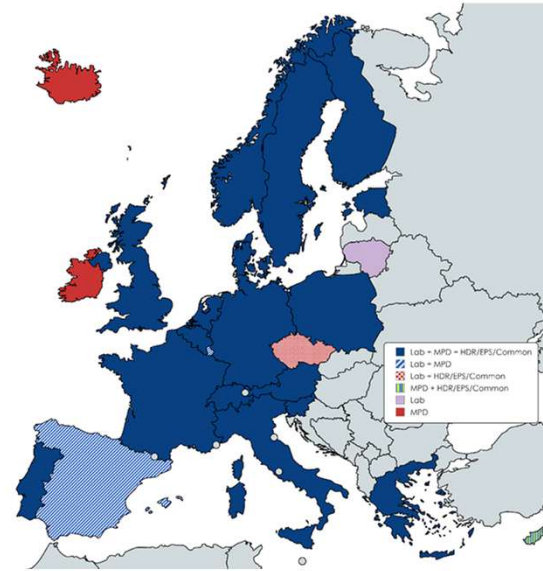 Lab = MPD = HDR/EPS/Common
Lab = MPD
Lab = HDR/EPS/Common
MPD + HDR/EPS/Common
Lab
MPD